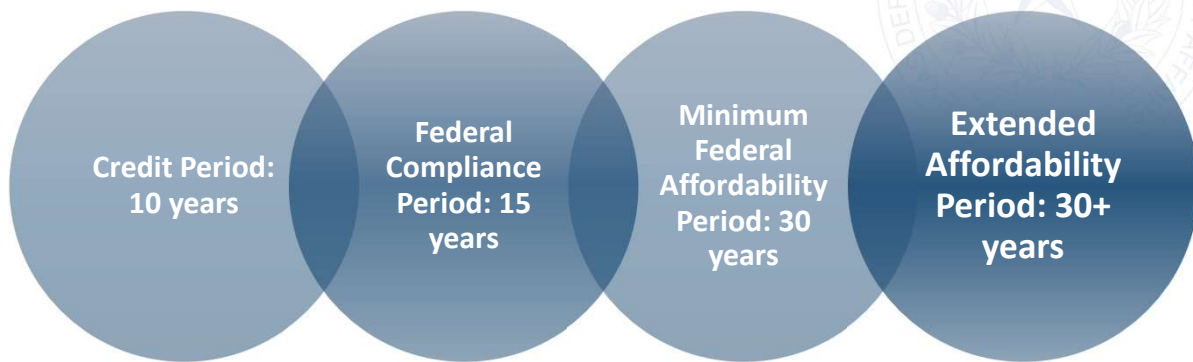 Credit Period:
10 years
Federal
Compliance
Period: 15
years
Minimum
Federal
Affordability
Period: 30
years
Extended
Affordability
Period: 30+
years